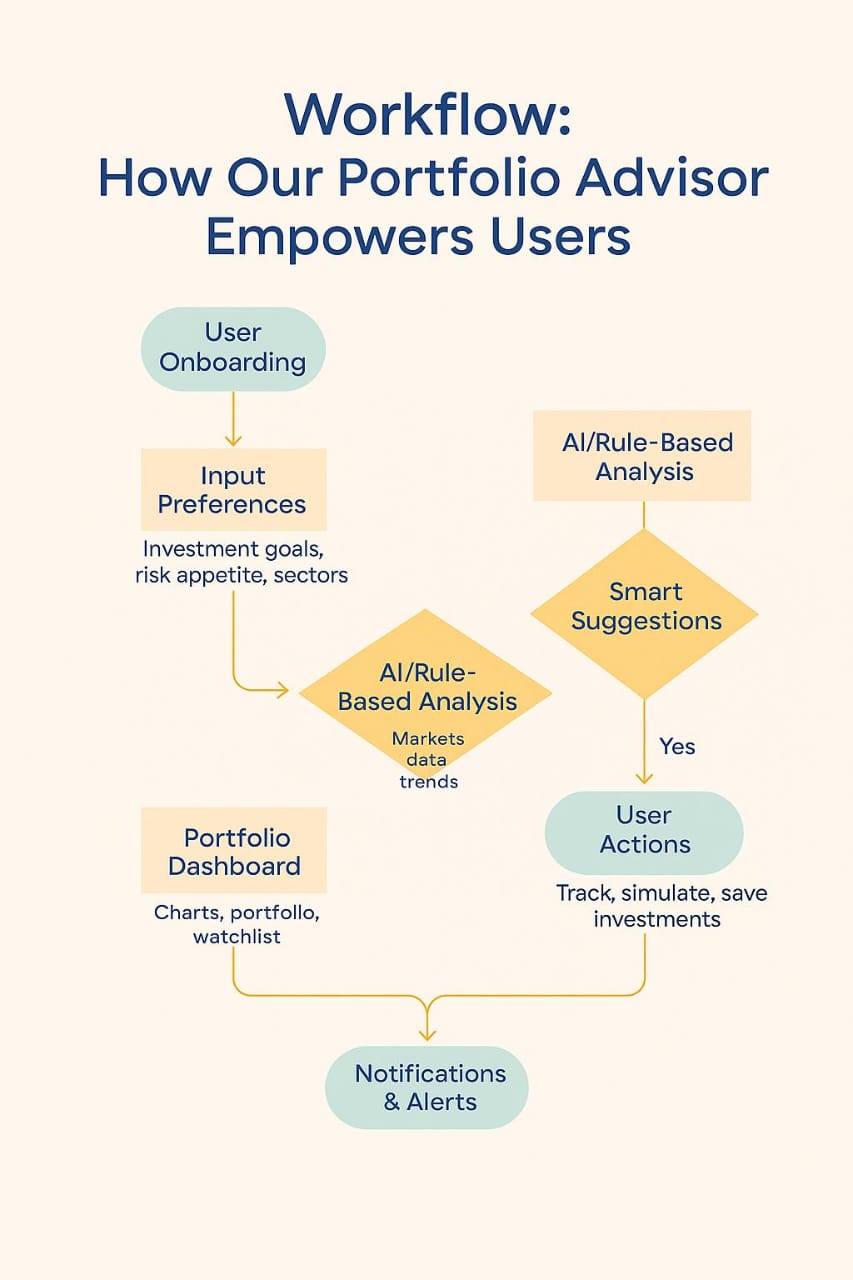 Workflow:
How Our Portfolio Advisor
Empowers Users
User
Onboarding
Input
Preferences
Investment goals,
risk appetite, sectors
AI/Rule-
Based Analysis
Markets
data
trends
AI/Rule-Based
Analysis
Smart
Suggestions
Yes
User
Actions
Track, simulate, save
investments
Portfolio
Dashboard
Charts, portfollo,
watchlist
Notifications
& Alerts